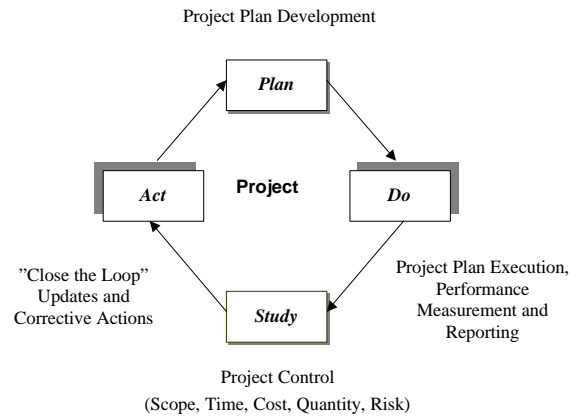 Project Plan Development
Plan
Act
Project
Do
”Close the Loop”
Updates and
Corrective Actions
Project Plan Execution,
Performance
Measurement and
Reporting
Study
Project Control
(Scope, Time, Cost, Quantity, Risk)